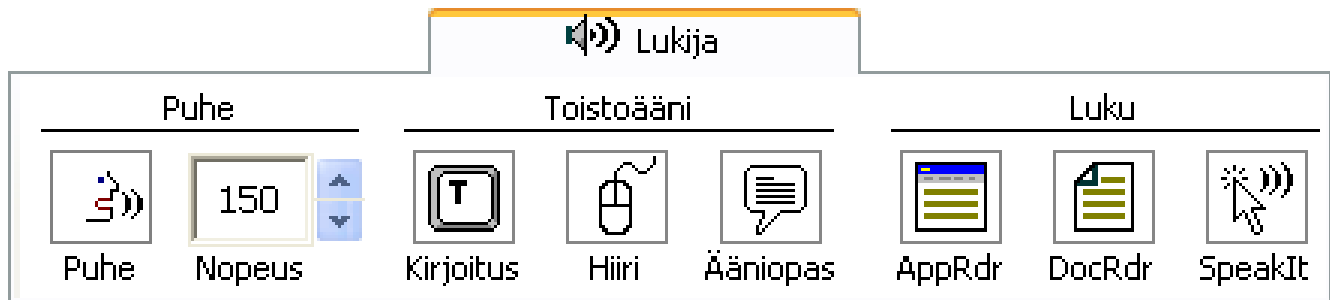 Lukija
Puhe Toistoääni Luku
150 T
Puhe Nopeus Kirjoitus Hiiri Ääniopas AppRdr DocRdr SpeakIt